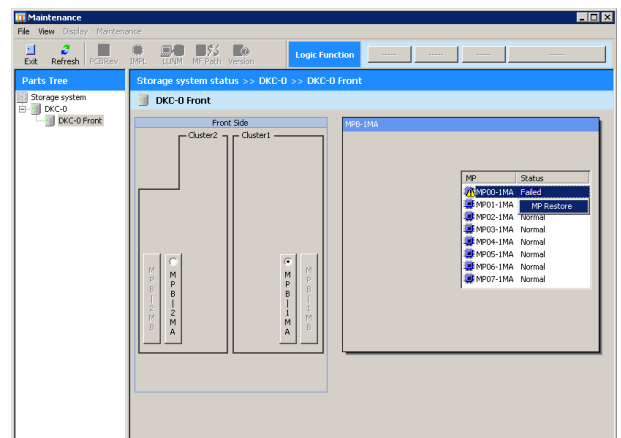 Maintenance
File View Display Maintenance
Exit Refresh PCBRev IMPL LUNM MF Path Version Logic Function ----- ----- ----- -----
Parts Tree
Storage system
DKC-0
DKC-0 Front
Storage system status >> DKC-0 >> DKC-0 Front
DKC-0 Front
Front Side
Cluster2 Cluster1
MPB|2MB
MPB|2MA
MPB|1MA
MPB|1MB
MPB-1MA
MP Status
MP00-1MA Failed
MP01-1MA
MP Restore
MP02-1MA Normal
MP03-1MA Normal
MP04-1MA Normal
MP05-1MA Normal
MP06-1MA Normal
MP07-1MA Normal